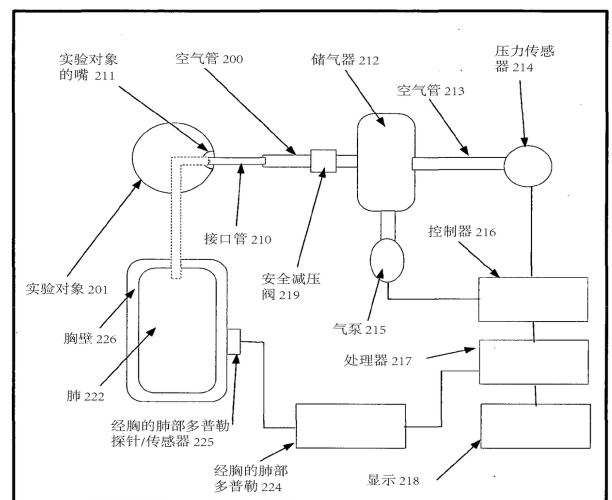 实验对象
的嘴 211
空气管 200
储气器 212
压力传感
器 214
空气管 213
接口管 210
控制器 216
安全减压
阀 219
实验对象 201
气泵 215
胸壁 226
处理器 217
肺 222
经胸的肺部多普勒
探针/传感器 225
经胸的肺部
多普勒 224
显示 218